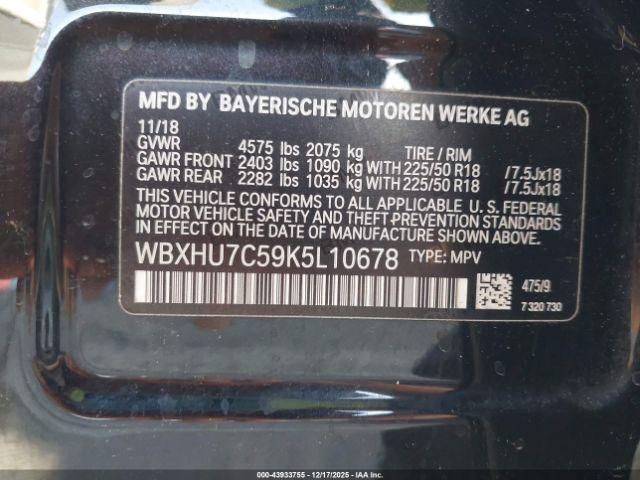 MFD BY BAYERISCHE MOTOREN WERKE AG
11/18
GVWR 4575 lbs 2075 kg TIRE / RIM
GAWR FRONT 2403 lbs 1090 kg WITH 225/50 R18 /7.5Jx18
GAWR REAR 2282 lbs 1035 kg WITH 225/50 R18 /7.5Jx18
THIS VEHICLE CONFORMS TO ALL APPLICABLE U. S. FEDERAL
MOTOR VEHICLE SAFETY AND THEFT PREVENTION STANDARDS
IN EFFECT ON THE DATE OF MANUFACTURE SHOWN ABOVE.
WBXHU7C59K5L10678 TYPE: MPV
475/9
7 320 730
000-43933755 - 12/17/2025 - IAAI.COM